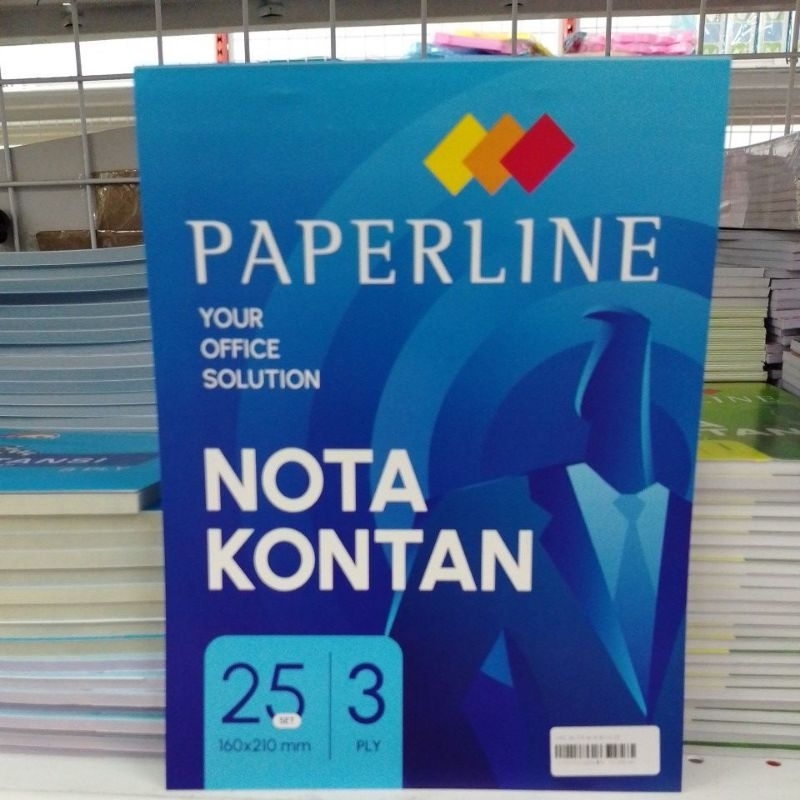 PAPERLINE
YOUR
OFFICE
SOLUTION
NOTA
KONTAN
25 SET
160x210 mm
3
PLY